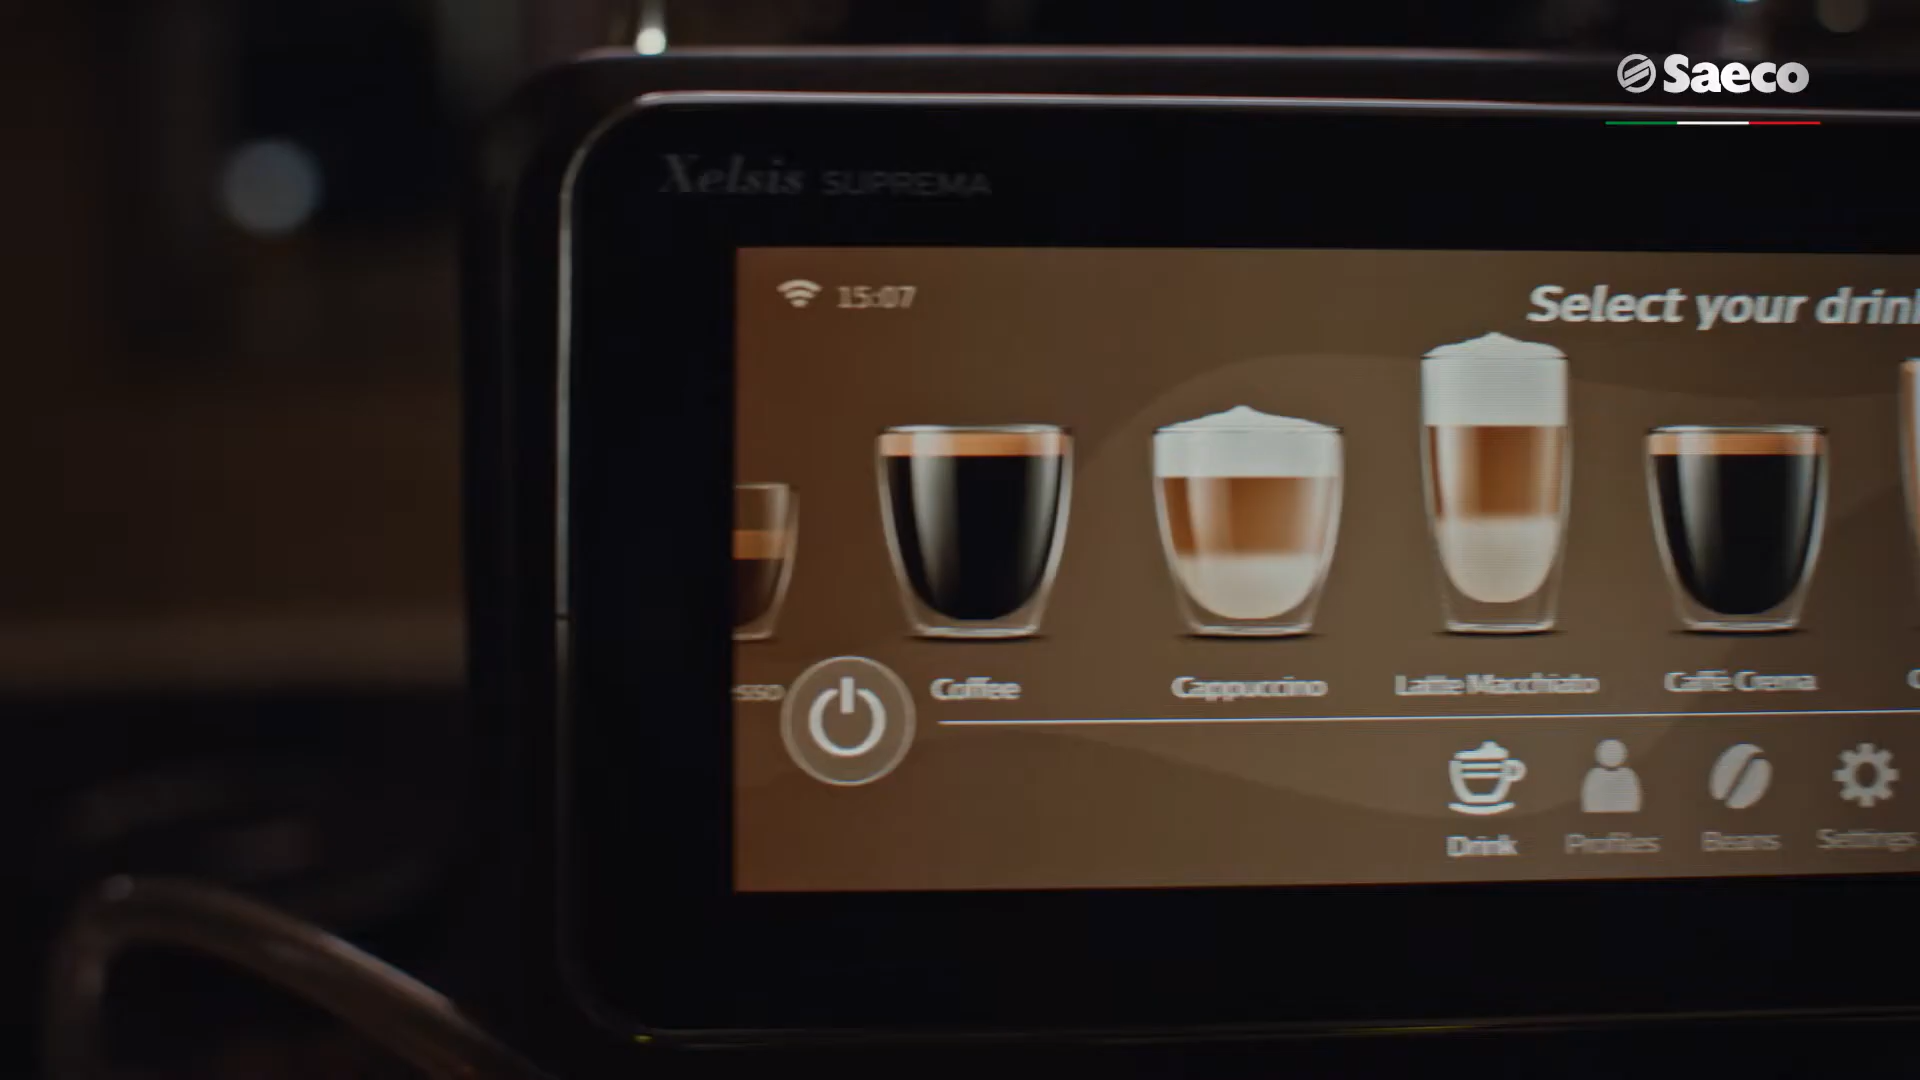 Saeco
Xelsis SUPREMA
15:07
Select your drin
Coffee
Cappuccino
Latte Macchiato
Caffè Crema
Drink
Profiles
Beans
Settings